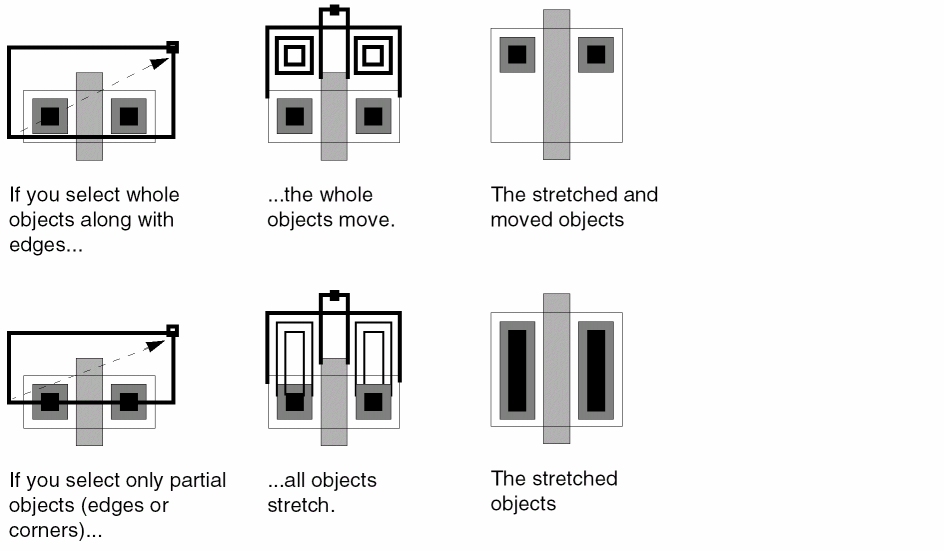 If you select whole
objects along with
edges...
...the whole
objects move.
The stretched and
moved objects
If you select only partial
objects (edges or
corners)...
...all objects
stretch.
The stretched
objects